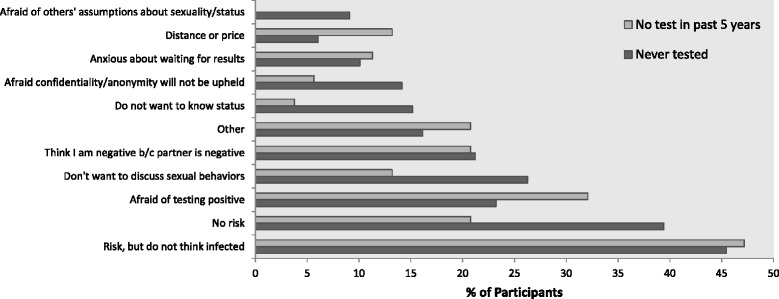 Afraid of others' assumptions about sexuality/status
Distance or price
Anxious about waiting for results
Afraid confidentiality/anonymity will not be upheld
Do not want to know status
Other
Think I am negative b/c partner is negative
Don't want to discuss sexual behaviors
Afraid of testing positive
No risk
Risk, but do not think infected
No test in past 5 years
Never tested
0 5 10 15 20 25 30 35 40 45 50
% of Participants